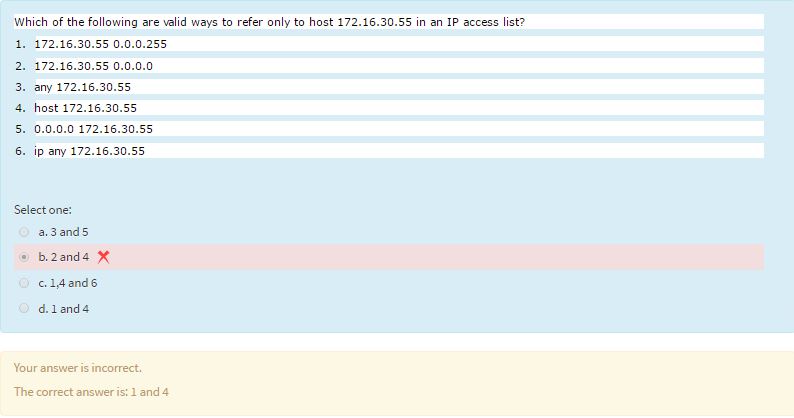 Which of the following are valid ways to refer only to host 172.16.30.55 in an IP access list?
1. 172.16.30.55 0.0.0.255
2. 172.16.30.55 0.0.0.0
3. any 172.16.30.55
4. host 172.16.30.55
5. 0.0.0.0 172.16.30.55
6. ip any 172.16.30.55
Select one:
a. 3 and 5
b. 2 and 4
c. 1,4 and 6
d. 1 and 4
Your answer is incorrect.
The correct answer is: 1 and 4